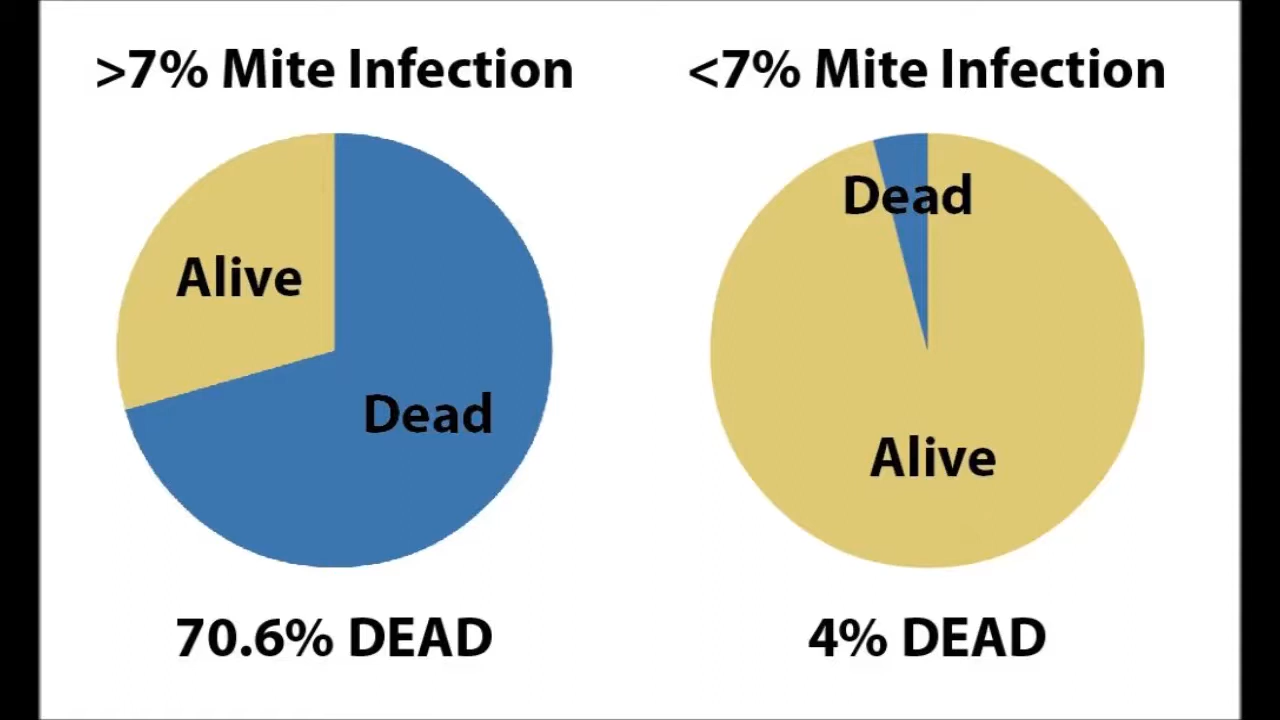 >7% Mite Infection
Alive
Dead
70.6% DEAD
<7% Mite Infection
Dead
Alive
4% DEAD